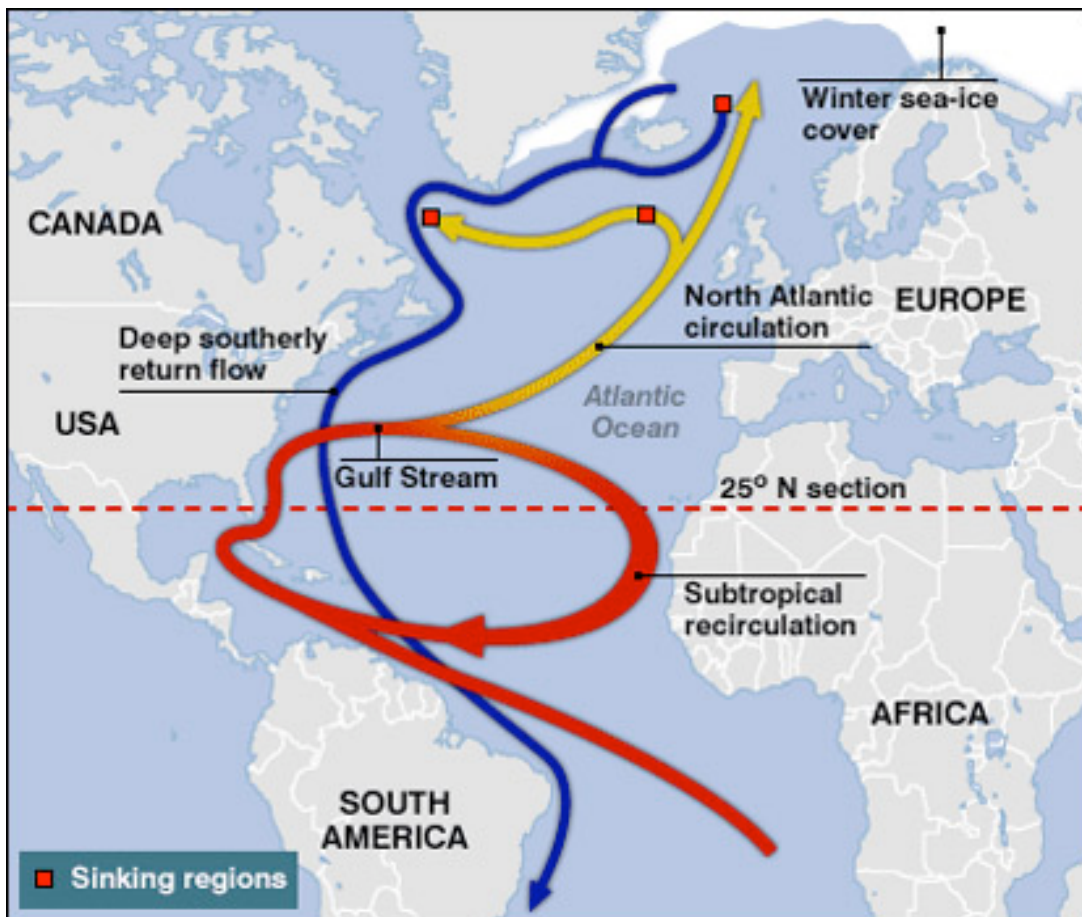 Winter sea-ice
cover
CANADA
North Atlantic
circulation
EUROPE
Deep southerly
return flow
Atlantic
Ocean
USA
Gulf Stream
25° N section
Subtropical
recirculation
AFRICA
SOUTH
AMERICA
Sinking regions